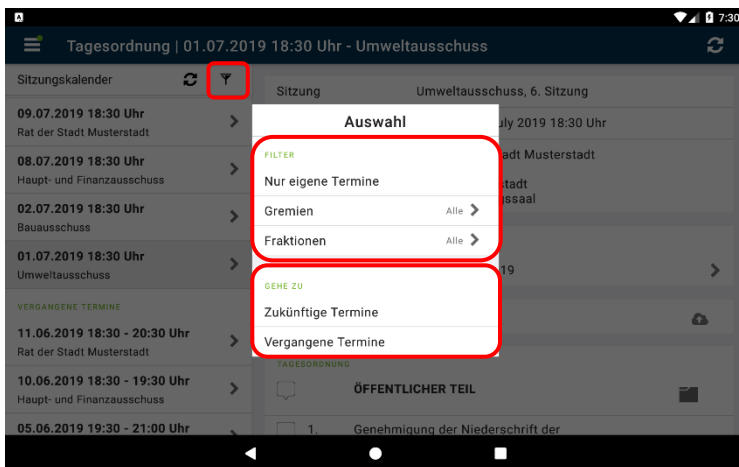 7:30
Tagesordnung | 01.07.2019 18:30 Uhr - Umweltausschuss
Sitzungskalender
09.07.2019 18:30 Uhr
Rat der Stadt Musterstadt
08.07.2019 18:30 Uhr
Haupt- und Finanzausschuss
02.07.2019 18:30 Uhr
Bauausschuss
01.07.2019 18:30 Uhr
Umweltausschuss
VERGANGENE TERMINE
11.06.2019 18:30 - 20:30 Uhr
Rat der Stadt Musterstadt
10.06.2019 18:30 - 19:30 Uhr
Haupt- und Finanzausschuss
05.06.2019 19:30 - 21:00 Uhr
Sitzung Umweltausschuss, 6. Sitzung
uly 2019 18:30 Uhr
adt Musterstadt
stadt
gssaal
19
Auswahl
FILTER
Nur eigene Termine
Gremien Alle
Fraktionen Alle
GEHE ZU
Zukünftige Termine
Vergangene Termine
TAGESORDNUNG
ÖFFENTLICHER TEIL
1. Genehmigung der Niederschrift der